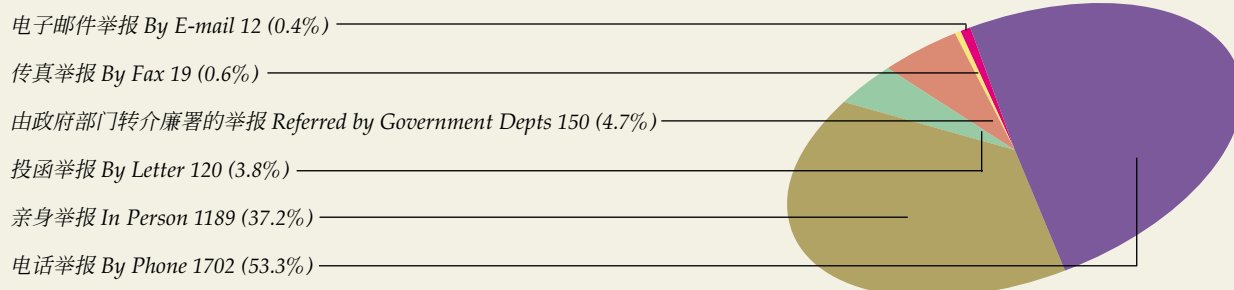 电子邮件举报 By E-mail 12 (0.4%)
传真举报 By Fax 19 (0.6%)
由政府部门转介廉署的举报 Referred by Government Depts 150 (4.7%)
投函举报 By Letter 120 (3.8%)
亲身举报 In Person 1189 (37.2%)
电话举报 By Phone 1702 (53.3%)